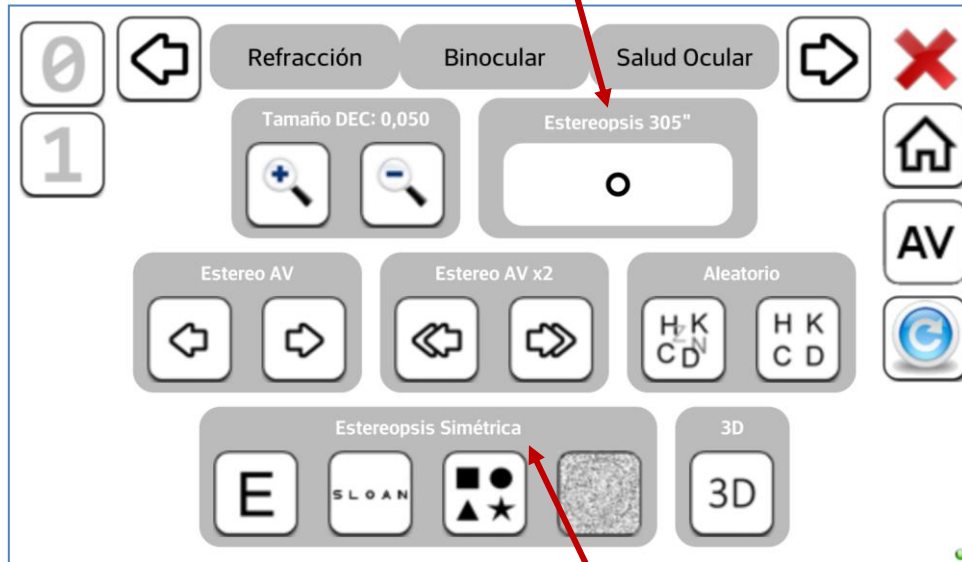 0
Refracción
Binocular
Salud Ocular
1
Tamaño DEC: 0,050
Estereopsis 305"
AV
Estereo AV
Estereo AV x2
Aleatorio
H K
Z N
C D
H K
C D
Estereopsis Simétrica
3D
E
SLOAN
3D